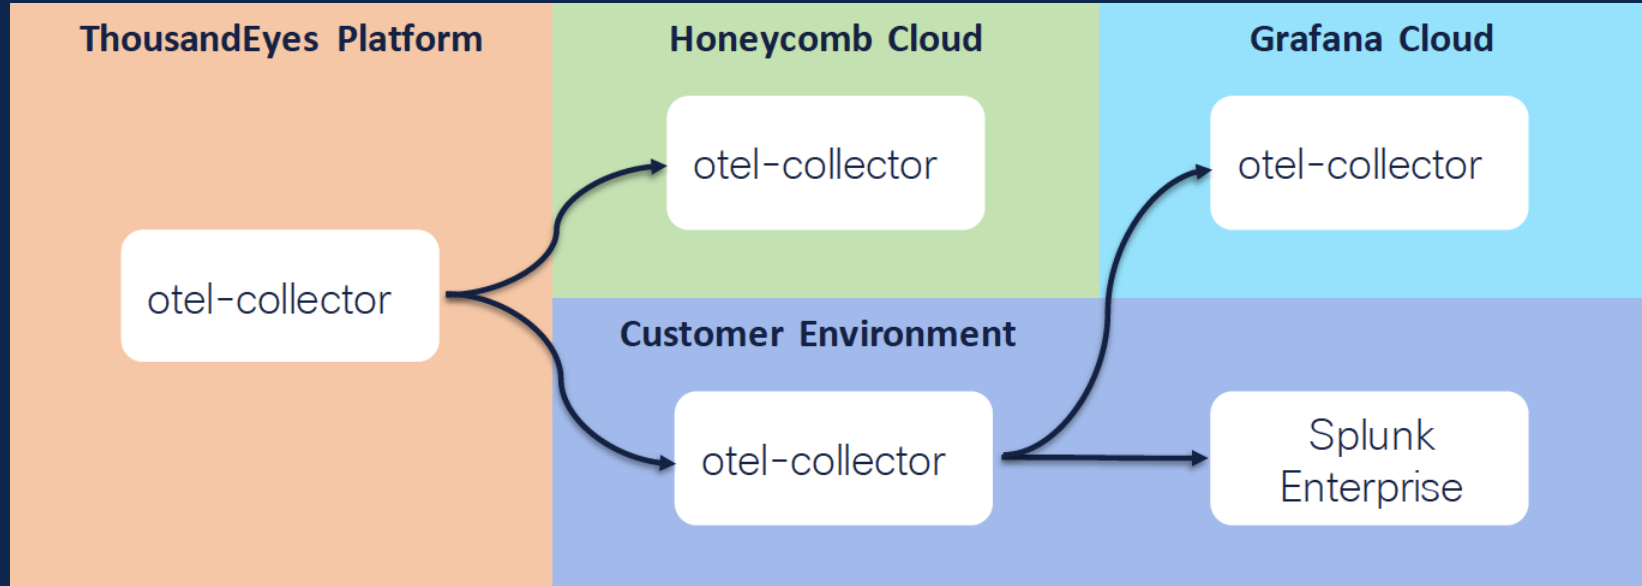 ThousandEyes Platform
Honeycomb Cloud
Grafana Cloud
otel-collector
otel-collector
otel-collector
Customer Environment
otel-collector
Splunk
Enterprise